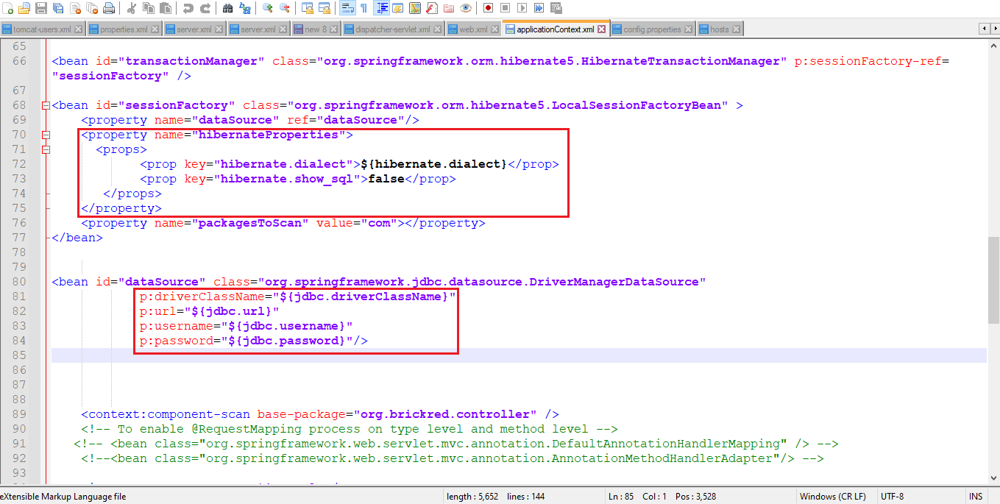 tomcat-users.xml properties.xml server.xml server.xml new 8 dispatcher-servlet.xml web.xml applicationContext.xml config.properties hosts
65
66 <bean id="transactionManager" class="org.springframework.orm.hibernate5.HibernateTransactionManager" p:sessionFactory-ref=
"sessionFactory" />
67
68 <bean id="sessionFactory" class="org.springframework.orm.hibernate5.LocalSessionFactoryBean" >
69 <property name="dataSource" ref="dataSource"/>
70 <property name="hibernateProperties">
71 <props>
72 <prop key="hibernate.dialect">${hibernate.dialect}</prop>
73 <prop key="hibernate.show_sql">false</prop>
74 </props>
75 </property>
76 <property name="packagesToScan" value="com"></property>
77 </bean>
78
79
80 <bean id="dataSource" class="org.springframework.jdbc.datasource.DriverManagerDataSource"
81 p:driverClassName="${jdbc.driverClassName}"
82 p:url="${jdbc.url}"
83 p:username="${jdbc.username}"
84 p:password="${jdbc.password}"/>
85
86
87
88
89 <context:component-scan base-package="org.brickred.controller" />
90 <!-- To enable @RequestMapping process on type level and method level -->
91 <!-- <bean class="org.springframework.web.servlet.mvc.annotation.DefaultAnnotationHandlerMapping" /> -->
92 <!--<bean class="org.springframework.web.servlet.mvc.annotation.AnnotationMethodHandlerAdapter"/> -->
93
eXtensible Markup Language file length : 5,652 lines : 144 Ln : 85 Col : 1 Pos : 3,528 Windows (CR LF) UTF-8 INS